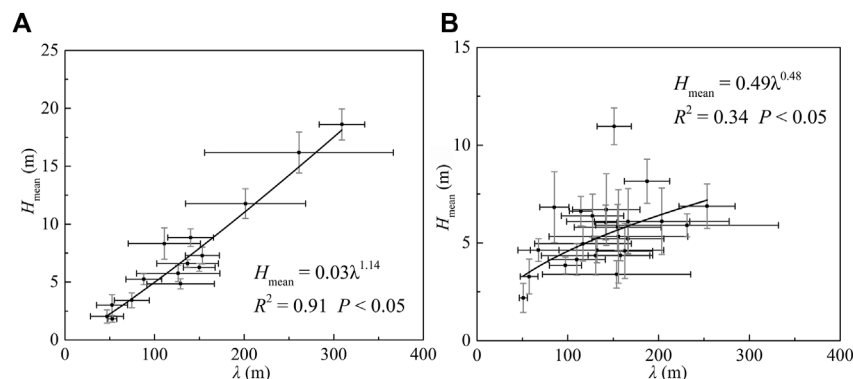 A
B
25
20
15
10
5
0
H_mean (m)
H_mean = 0.03λ^1.14
R² = 0.91 P < 0.05
0 100 200 300 400
λ (m)
15
10
5
0
H_mean (m)
H_mean = 0.49λ^0.48
R² = 0.34 P < 0.05
0 100 200 300 400
λ (m)